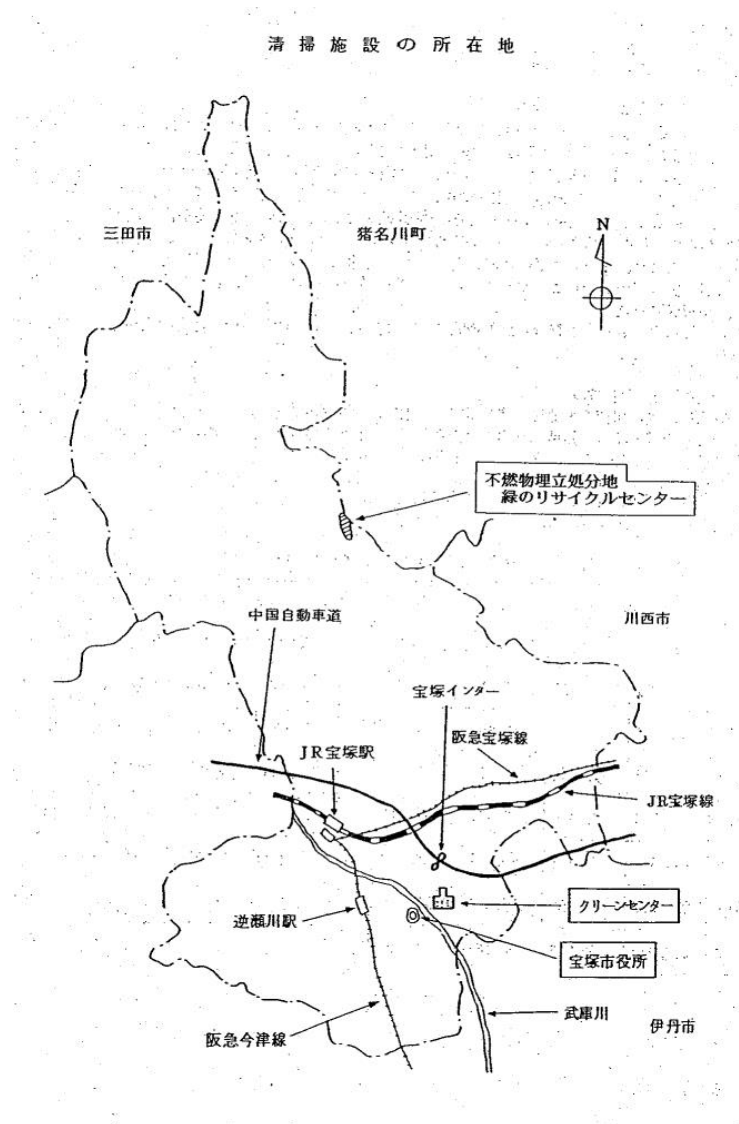 清掃施設の所在地
三田市
猪名川町
N
不燃物埋立処分地
緑のリサイクルセンター
中国自動車道
川西市
宝塚インター
阪急宝塚線
JR宝塚駅
JR宝塚線
クリーンセンター
逆瀬川駅
宝塚市役所
武庫川
伊丹市
阪急今津線